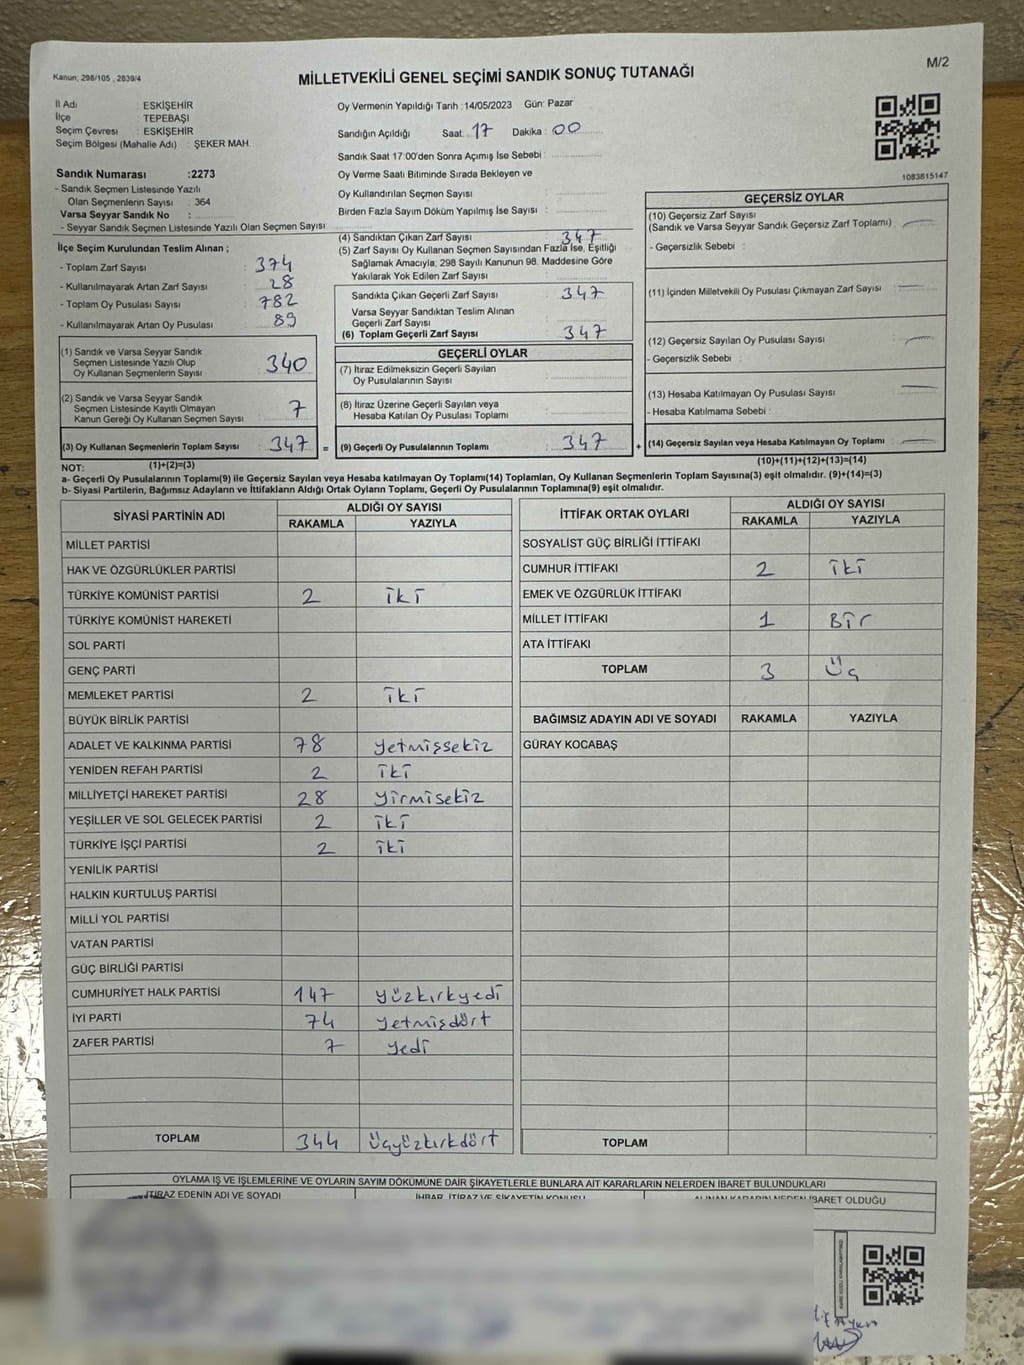 Kanun; 298/105 , 2839/4
MİLLETVEKİLİ GENEL SEÇİMİ SANDIK SONUÇ TUTANAĞI
M/2
İl Adı : ESKİŞEHİR
İlçe : TEPEBAŞI
Seçim Çevresi : ESKİŞEHİR
Seçim Bölgesi (Mahalle Adı) : ŞEKER MAH.
Sandık Numarası :2273
- Sandık Seçmen Listesinde Yazılı
Olan Seçmenlerin Sayısı : 364
Varsa Seyyar Sandık No :
- Seyyar Sandık Seçmen Listesinde Yazılı Olan Seçmen Sayısı :
Oy Vermenin Yapıldığı Tarih :14/05/2023 Gün: Pazar
Sandığın Açıldığı Saat: 17 Dakika : 00
Sandık Saat 17:00'den Sonra Açımış İse Sebebi :
Oy Verme Saati Bitiminde Sırada Bekleyen ve
Oy Kullandırılan Seçmen Sayısı :
Birden Fazla Sayım Döküm Yapılmış İse Sayısı :
1083815147
İlçe Seçim Kurulundan Teslim Alınan ;
- Toplam Zarf Sayısı : 374
- Kullanılmayarak Artan Zarf Sayısı : 28
- Toplam Oy Pusulası Sayısı : 782
- Kullanılmayarak Artan Oy Pusulası : 89
(1) Sandık ve Varsa Seyyar Sandık
Seçmen Listesinde Yazılı Olup
Oy Kullanan Seçmenlerin Sayısı : 340
(2) Sandık ve Varsa Seyyar Sandık
Seçmen Listesinde Kayıtlı Olmayan
Kanun Gereği Oy Kullanan Seçmen Sayısı : 7
(3) Oy Kullanan Seçmenlerin Toplam Sayısı : 347 =
(1)+(2)=(3)
(4) Sandıktan Çıkan Zarf Sayısı : 347
(5) Zarf Sayısı Oy Kullanan Seçmen Sayısından Fazla İse, Eşitliği
Sağlamak Amacıyla; 298 Sayılı Kanunun 98. Maddesine Göre
Yakılarak Yok Edilen Zarf Sayısı :
Sandıkta Çıkan Geçerli Zarf Sayısı : 347
Varsa Seyyar Sandıktan Teslim Alınan
Geçerli Zarf Sayısı :
(6) Toplam Geçerli Zarf Sayısı : 347
GEÇERLİ OYLAR
(7) İtiraz Edilmeksizin Geçerli Sayılan
Oy Pusulalarının Sayısı :
(8) İtiraz Üzerine Geçerli Sayılan veya
Hesaba Katılan Oy Pusulası Toplamı :
(9) Geçerli Oy Pusulalarının Toplamı : 347 +
GEÇERSİZ OYLAR
(10) Geçersiz Zarf Sayısı
(Sandık ve Varsa Seyyar Sandık Geçersiz Zarf Toplamı) : —
- Geçersizlik Sebebi :
(11) İçinden Milletvekili Oy Pusulası Çıkmayan Zarf Sayısı : —
(12) Geçersiz Sayılan Oy Pusulası Sayısı : —
- Geçersizlik Sebebi :
(13) Hesaba Katılmayan Oy Pusulası Sayısı : —
- Hesaba Katılmama Sebebi :
(14) Geçersiz Sayılan veya Hesaba Katılmayan Oy Toplamı : —
(10)+(11)+(12)+(13)=(14)
NOT:
a- Geçerli Oy Pusulalarının Toplamı(9) ile Geçersiz Sayılan veya Hesaba katılmayan Oy Toplamı(14) Toplamları, Oy Kullanan Seçmenlerin Toplam Sayısına(3) eşit olmalıdır. (9)+(14)=(3)
b- Siyasi Partilerin, Bağımsız Adayların ve İttifakların Aldığı Ortak Oyların Toplamı, Geçerli Oy Pusulalarının Toplamına(9) eşit olmalıdır.
SİYASİ PARTİNİN ADI ALDIĞI OY SAYISI
RAKAMLA YAZIYLA
MİLLET PARTİSİ
HAK VE ÖZGÜRLÜKLER PARTİSİ
TÜRKİYE KOMÜNİST PARTİSİ 2 iki
TÜRKİYE KOMÜNİST HAREKETİ
SOL PARTİ
GENÇ PARTİ
MEMLEKET PARTİSİ 2 iki
BÜYÜK BİRLİK PARTİSİ
ADALET VE KALKINMA PARTİSİ 78 yetmişsekiz
YENİDEN REFAH PARTİSİ 2 iki
MİLLİYETÇİ HAREKET PARTİSİ 28 yirmisekiz
YEŞİLLER VE SOL GELECEK PARTİSİ 2 iki
TÜRKİYE İŞÇİ PARTİSİ 2 iki
YENİLİK PARTİSİ
HALKIN KURTULUŞ PARTİSİ
MİLLİ YOL PARTİSİ
VATAN PARTİSİ
GÜÇ BİRLİĞİ PARTİSİ
CUMHURİYET HALK PARTİSİ 147 yüzkırkyedi
İYİ PARTİ 74 yetmişdört
ZAFER PARTİSİ 7 yedi
TOPLAM 344 üçyüzkırkdört
İTTİFAK ORTAK OYLARI ALDIĞI OY SAYISI
RAKAMLA YAZIYLA
SOSYALİST GÜÇ BİRLİĞİ İTTİFAKI
CUMHUR İTTİFAKI 2 iki
EMEK VE ÖZGÜRLÜK İTTİFAKI
MİLLET İTTİFAKI 1 Bir
ATA İTTİFAKI
TOPLAM 3 Üç
BAĞIMSIZ ADAYIN ADI VE SOYADI RAKAMLA YAZIYLA
GÜRAY KOCABAŞ
TOPLAM
OYLAMA İŞ VE İŞLEMLERİNE VE OYLARIN SAYIM DÖKÜMÜNE DAİR ŞİKAYETLERLE BUNLARA AİT KARARLARIN NELERDEN İBARET BULUNDUKLARI
İTİRAZ EDENİN ADI VE SOYADI İHBAR, İTİRAZ VE ŞİKAYETİN KONUSU ALINAN KARARIN NEDEN İBARET OLDUĞU